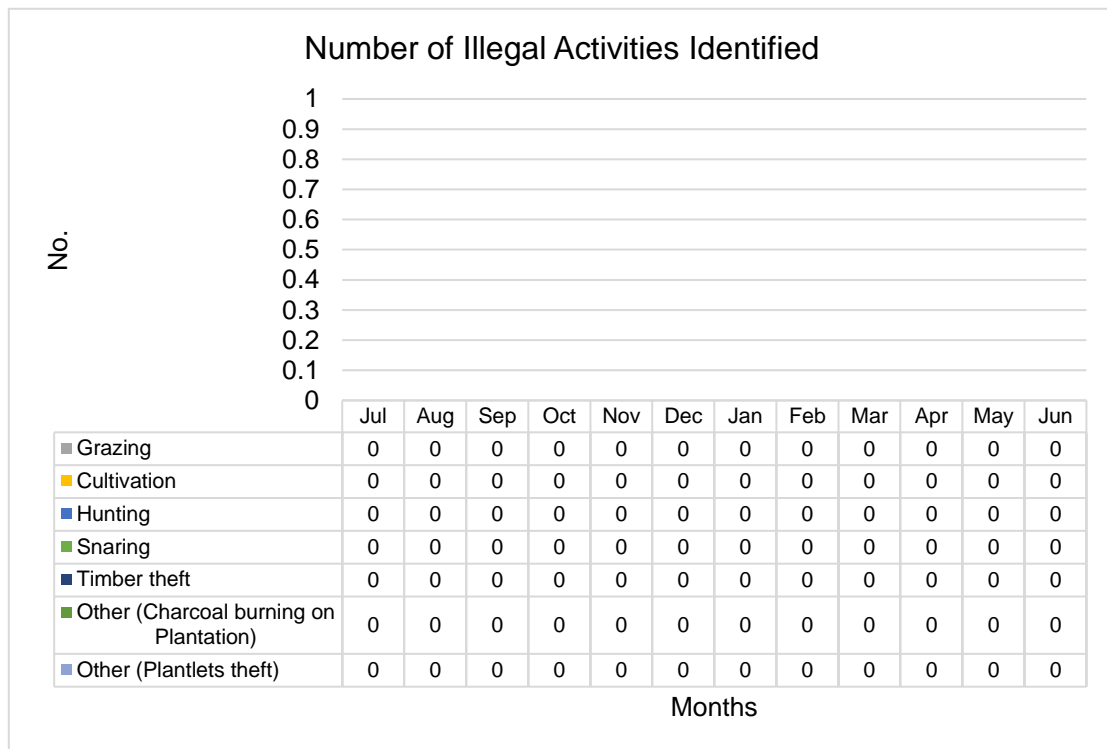 Number of Illegal Activities Identified
1
0.9
0.8
0.7
0.6
0.5
0.4
0.3
0.2
0.1
0
No.
Jul Aug Sep Oct Nov Dec Jan Feb Mar Apr May Jun
Grazing 0 0 0 0 0 0 0 0 0 0 0 0
Cultivation 0 0 0 0 0 0 0 0 0 0 0 0
Hunting 0 0 0 0 0 0 0 0 0 0 0 0
Snaring 0 0 0 0 0 0 0 0 0 0 0 0
Timber theft 0 0 0 0 0 0 0 0 0 0 0 0
Other (Charcoal burning on
Plantation) 0 0 0 0 0 0 0 0 0 0 0 0
Other (Plantlets theft) 0 0 0 0 0 0 0 0 0 0 0 0
Months